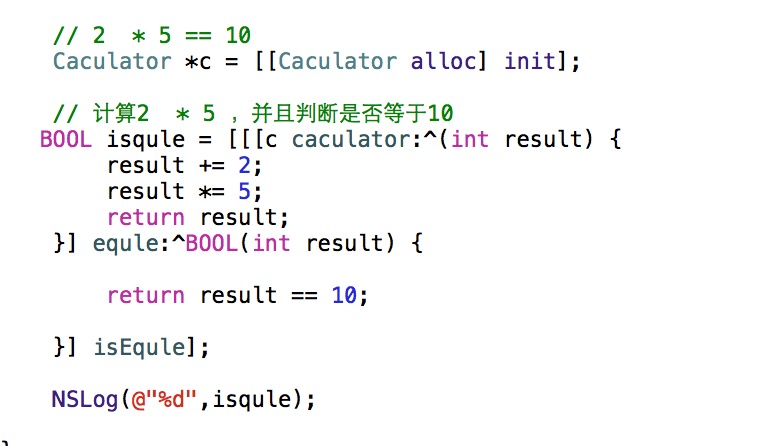 // 2  * 5 == 10
Caculator *c = [[Caculator alloc] init];
// 计算2  * 5 ，并且判断是否等于10
BOOL isqule = [[[c caculator:^(int result) {
result += 2;
result *= 5;
return result;
}] equle:^BOOL(int result) {
return result == 10;
}] isEqule];
NSLog(@"%d",isqule);